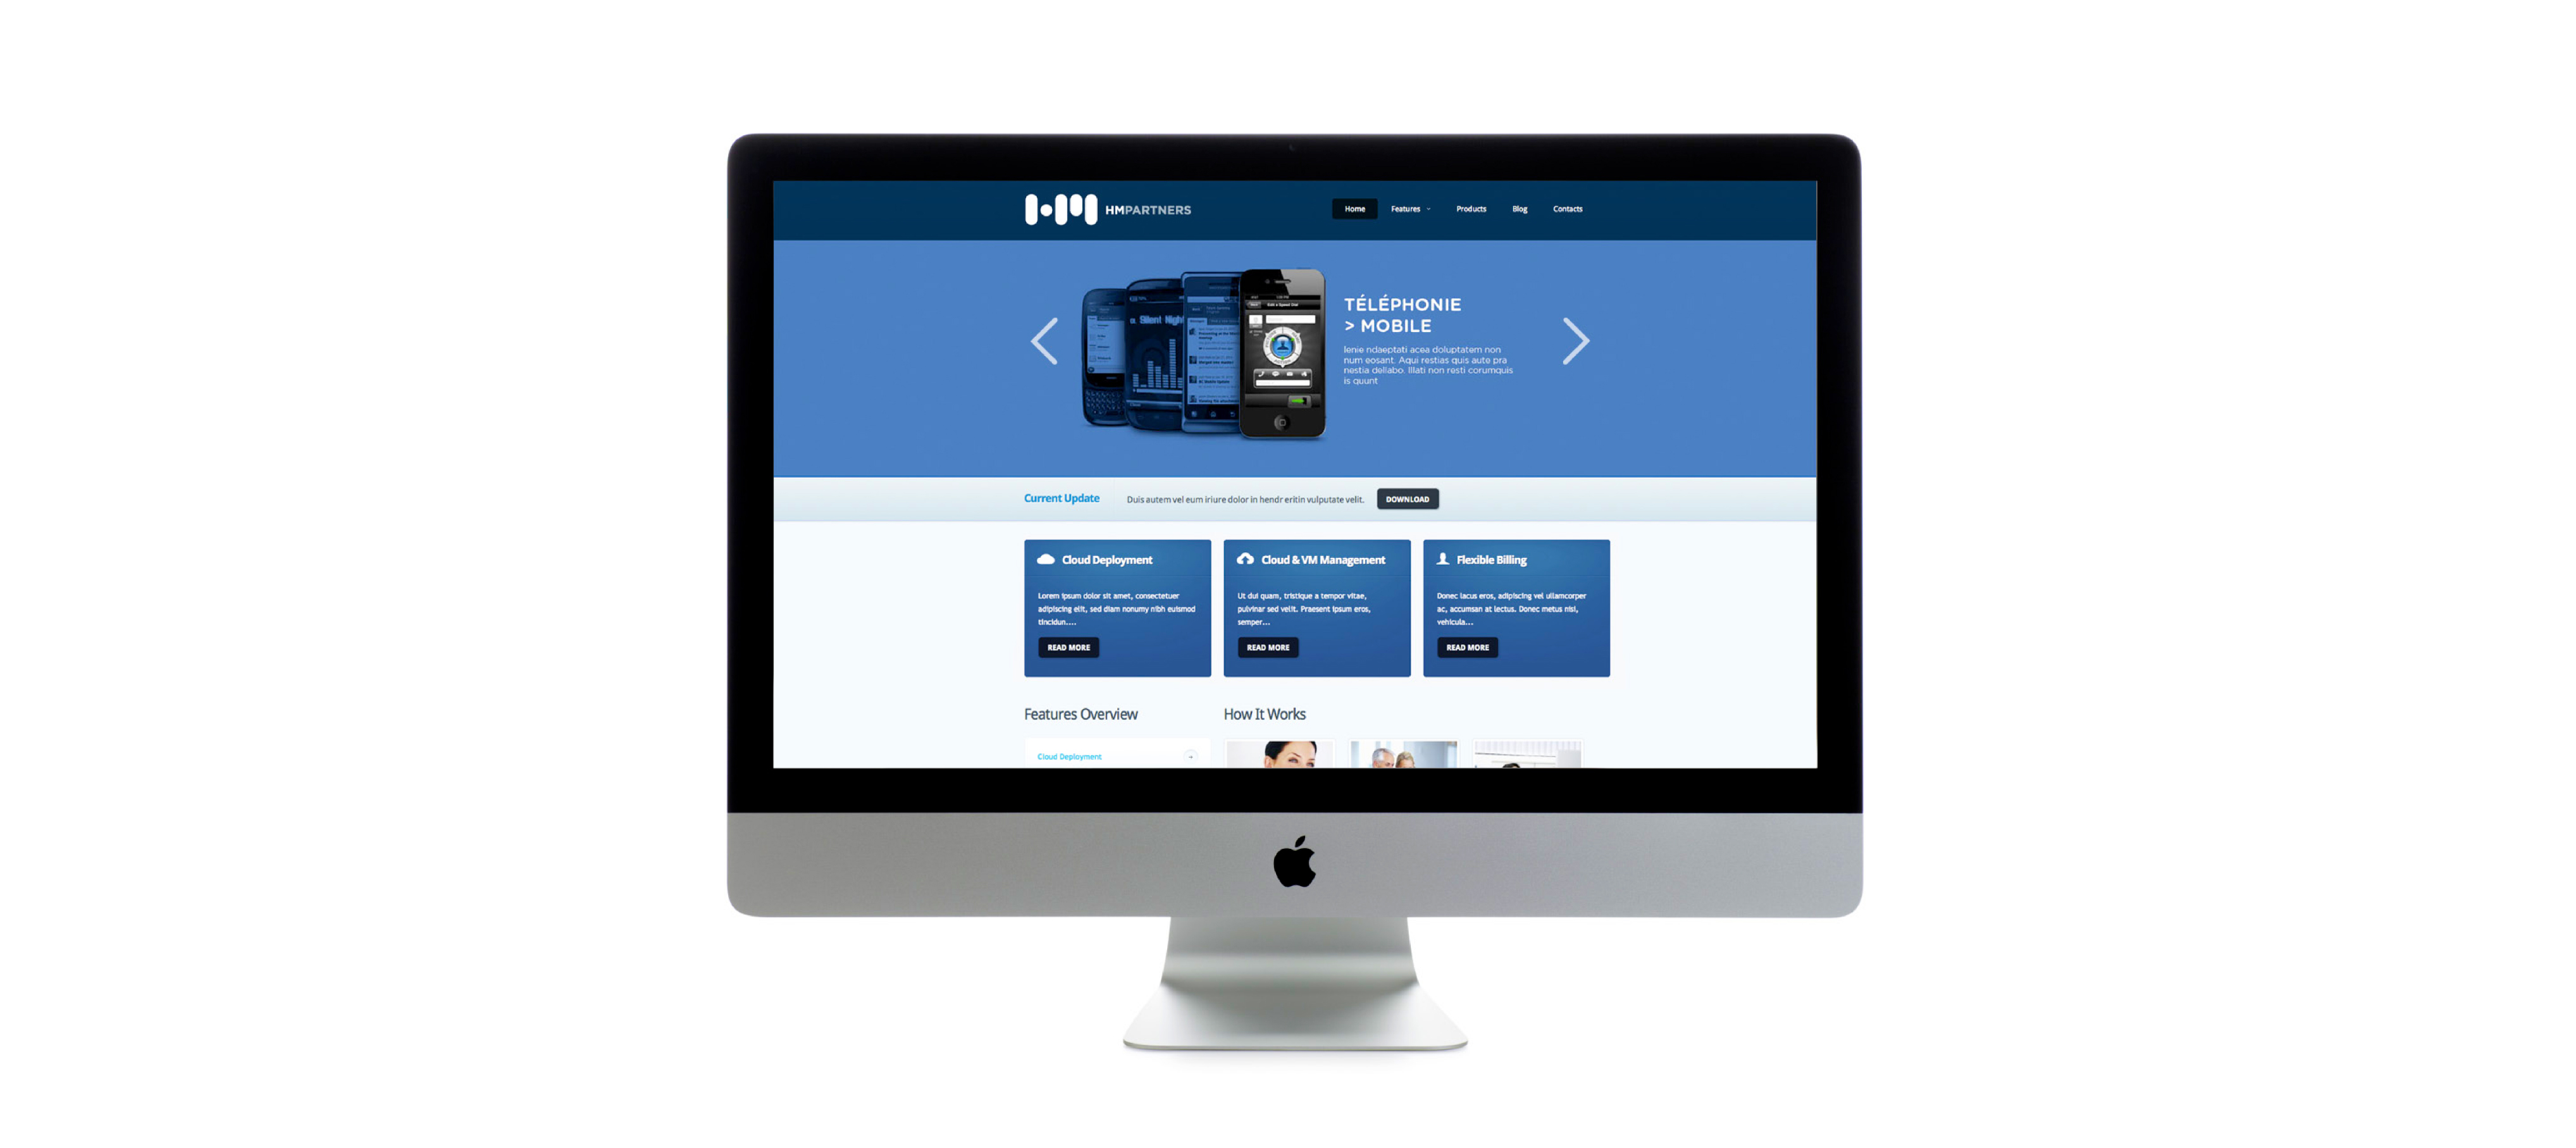 HMPARTNERS
Home Features Products Blog Contacts
Silent Nigh
TÉLÉPHONIE
> MOBILE
Ienie ndaeptati acea doluptatem non
num eosant. Aqui restias quis aute pra
nestia dellabo. Illati non resti corumquis
is quunt
Current Update
Duis autem vel eum iriure dolor in hendr eritin vulputate velit.
DOWNLOAD
Cloud Deployment
Lorem ipsum dolor sit amet, consectetuer
adipiscing elit, sed diam nonumy nibh euismod
tincidun....
READ MORE
Cloud & VM Management
Ut dui quam, tristique a tempor vitae,
pulvinar sed velit. Praesent ipsum eros,
semper...
READ MORE
Flexible Billing
Donec lacus eros, adipiscing vel ullamcorper
ac, accumsan at lectus. Donec metus nisl,
vehicula...
READ MORE
Features Overview
Cloud Deployment
How It Works